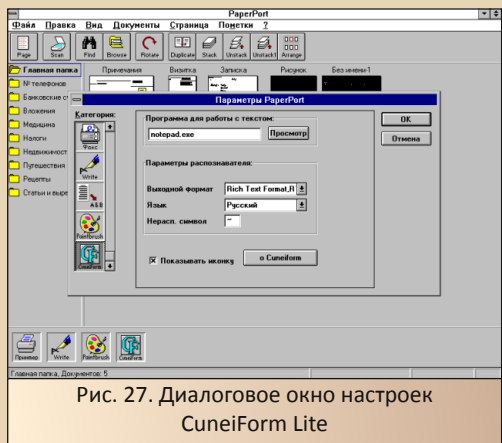 PaperPort
Файл Правка Вид Документы Страница Пометки ?
Page Scan Find Browse Rotate Duplicate Stack Unstack Unstack1 Arrange
Главная папка Примечания Визитка Записка Рисунок Без имени 1
№ телефонов
Банковские
Вложения
Медицина
Налоги
Путешествия
Рецепты
Статьи и
Параметры PaperPort
Категория:
Факс
Write
A&B
Paintbrush
CuneiForm
Программа для работы с текстом:
notepad.exe Просмотр
OK
Отмена
Параметры распознавателя:
Выходной формат Rich Text Format,R
Язык Русский
Нерасп. символ ~
Показывать иконку о Cuneiform
Принтер Write Paintbrush CuneiForm
Главная папка, Документов: 5
Рис. 27. Диалоговое окно настроек
CuneiForm Lite